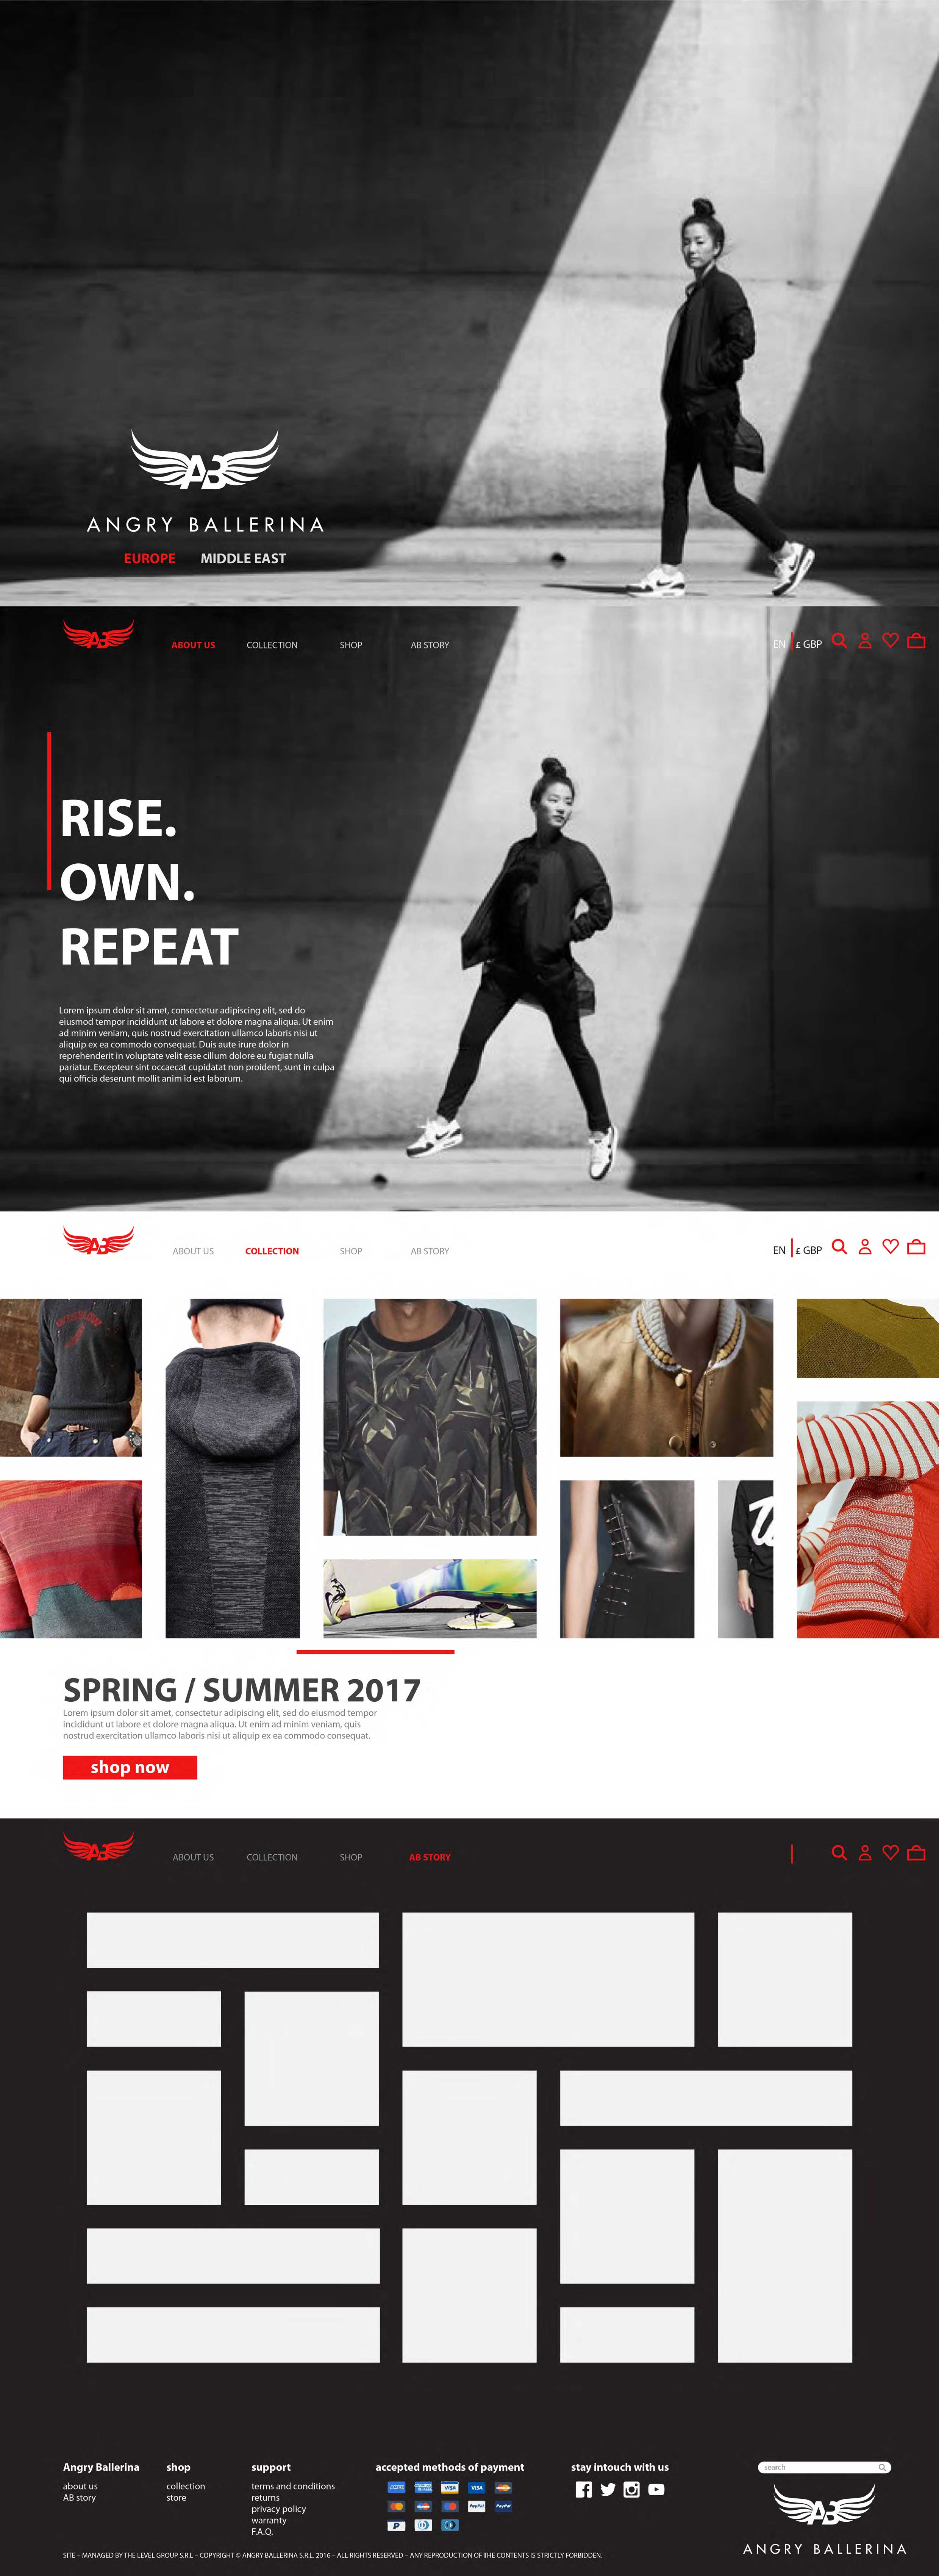 AB
ANGRY BALLERINA
EUROPE MIDDLE EAST
AB
ABOUT US COLLECTION SHOP AB STORY
EN £ GBP
RISE.
OWN.
REPEAT
Lorem ipsum dolor sit amet, consectetur adipiscing elit, sed do
eiusmod tempor incididunt ut labore et dolore magna aliqua. Ut enim
ad minim veniam, quis nostrud exercitation ullamco laboris nisi ut
aliquip ex ea commodo consequat. Duis aute irure dolor in
reprehenderit in voluptate velit esse cillum dolore eu fugiat nulla
pariatur. Excepteur sint occaecat cupidatat non proident, sunt in culpa
qui officia deserunt mollit anim id est laborum.
AB
ABOUT US COLLECTION SHOP AB STORY
EN £ GBP
SPRING / SUMMER 2017
Lorem ipsum dolor sit amet, consectetur adipiscing elit, sed do eiusmod tempor
incididunt ut labore et dolore magna aliqua. Ut enim ad minim veniam, quis
nostrud exercitation ullamco laboris nisi ut aliquip ex ea commodo consequat.
shop now
AB
ABOUT US COLLECTION SHOP AB STORY
Angry Ballerina
about us
AB story
shop
collection
store
support
terms and conditions
returns
privacy policy
warranty
F.A.Q.
accepted methods of payment
VISA VISA
PayPal PayPal
stay intouch with us
search
AB
ANGRY BALLERINA
SITE – MANAGED BY THE LEVEL GROUP S.R.L – COPYRIGHT © ANGRY BALLERINA S.R.L. 2016 – ALL RIGHTS RESERVED – ANY REPRODUCTION OF THE CONTENTS IS STRICTLY FORBIDDEN.